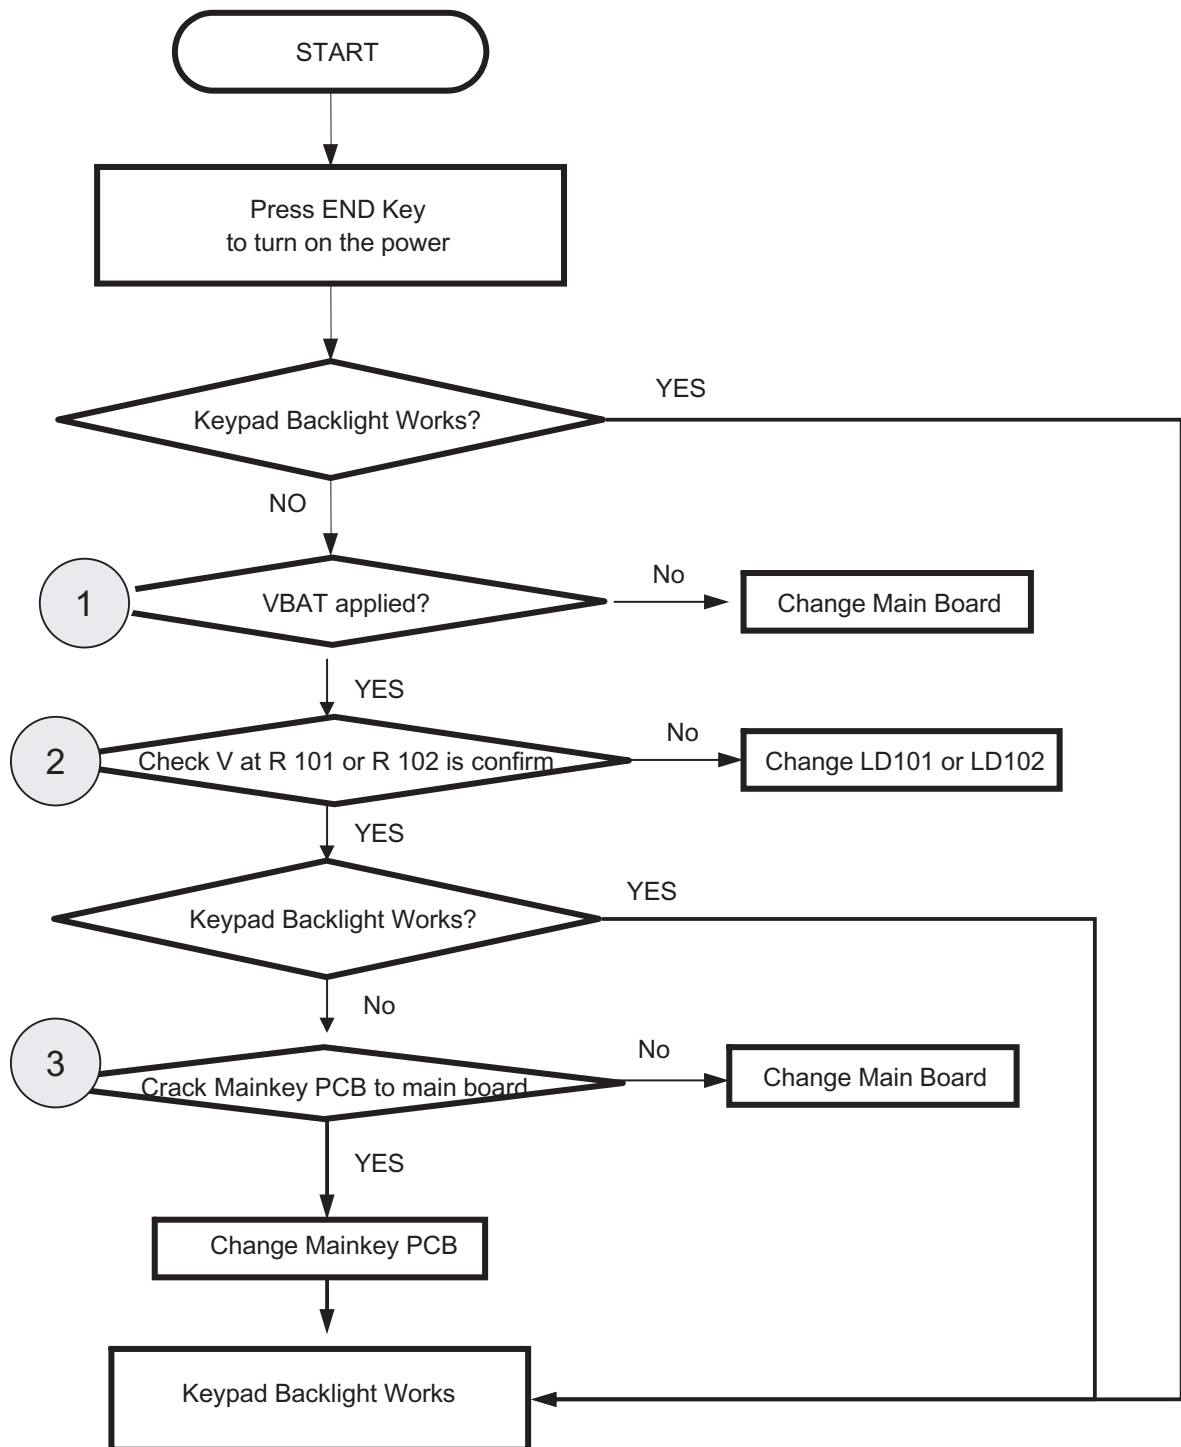 START
Press END Key
to turn on the power
Keypad Backlight Works?
YES
NO
1
VBAT applied?
No
Change Main Board
YES
2
Check V at R 101 or R 102 is confirm
No
Change LD101 or LD102
YES
Keypad Backlight Works?
YES
No
3
Crack Mainkey PCB to main board
No
Change Main Board
YES
Change Mainkey PCB
Keypad Backlight Works